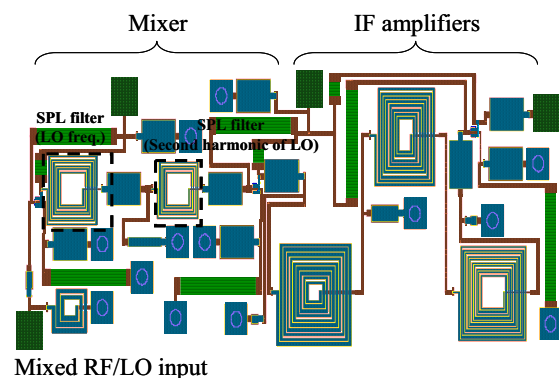 Mixer
IF amplifiers
SPL filter
(LO freq.)
SPL filter
(Second harmonic of LO)
Mixed RF/LO input